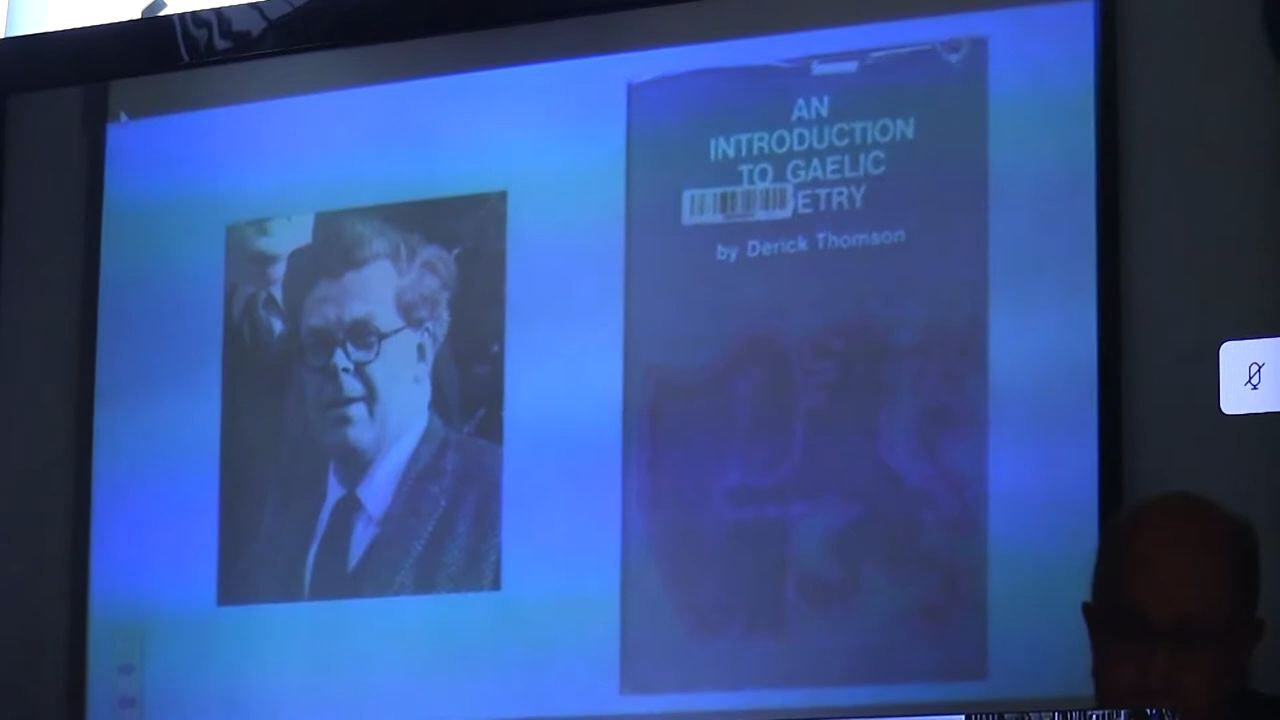 AN
INTRODUCTION
TO GAELIC
ETRY
by Derick Thomson